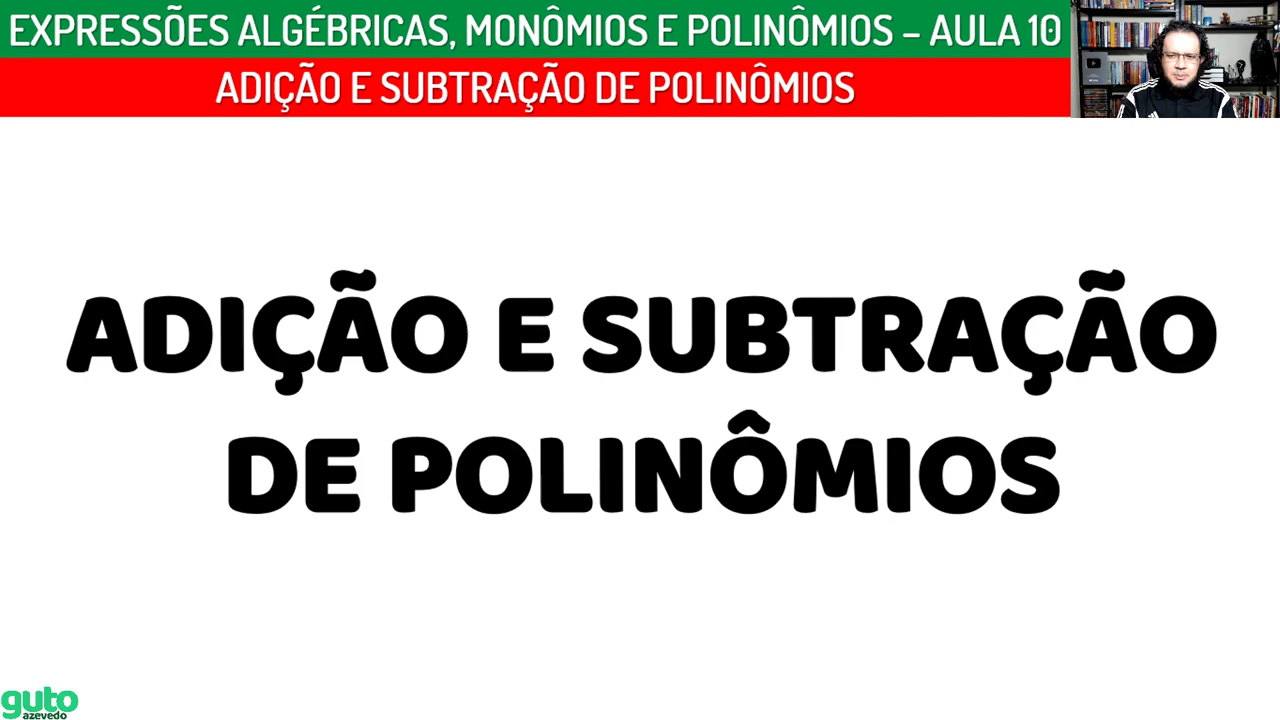 EXPRESSÕES ALGÉBRICAS, MONÔMIOS E POLINÔMIOS – AULA 10
ADIÇÃO E SUBTRAÇÃO DE POLINÔMIOS
ADIÇÃO E SUBTRAÇÃO
DE POLINÔMIOS
guto
azevedo